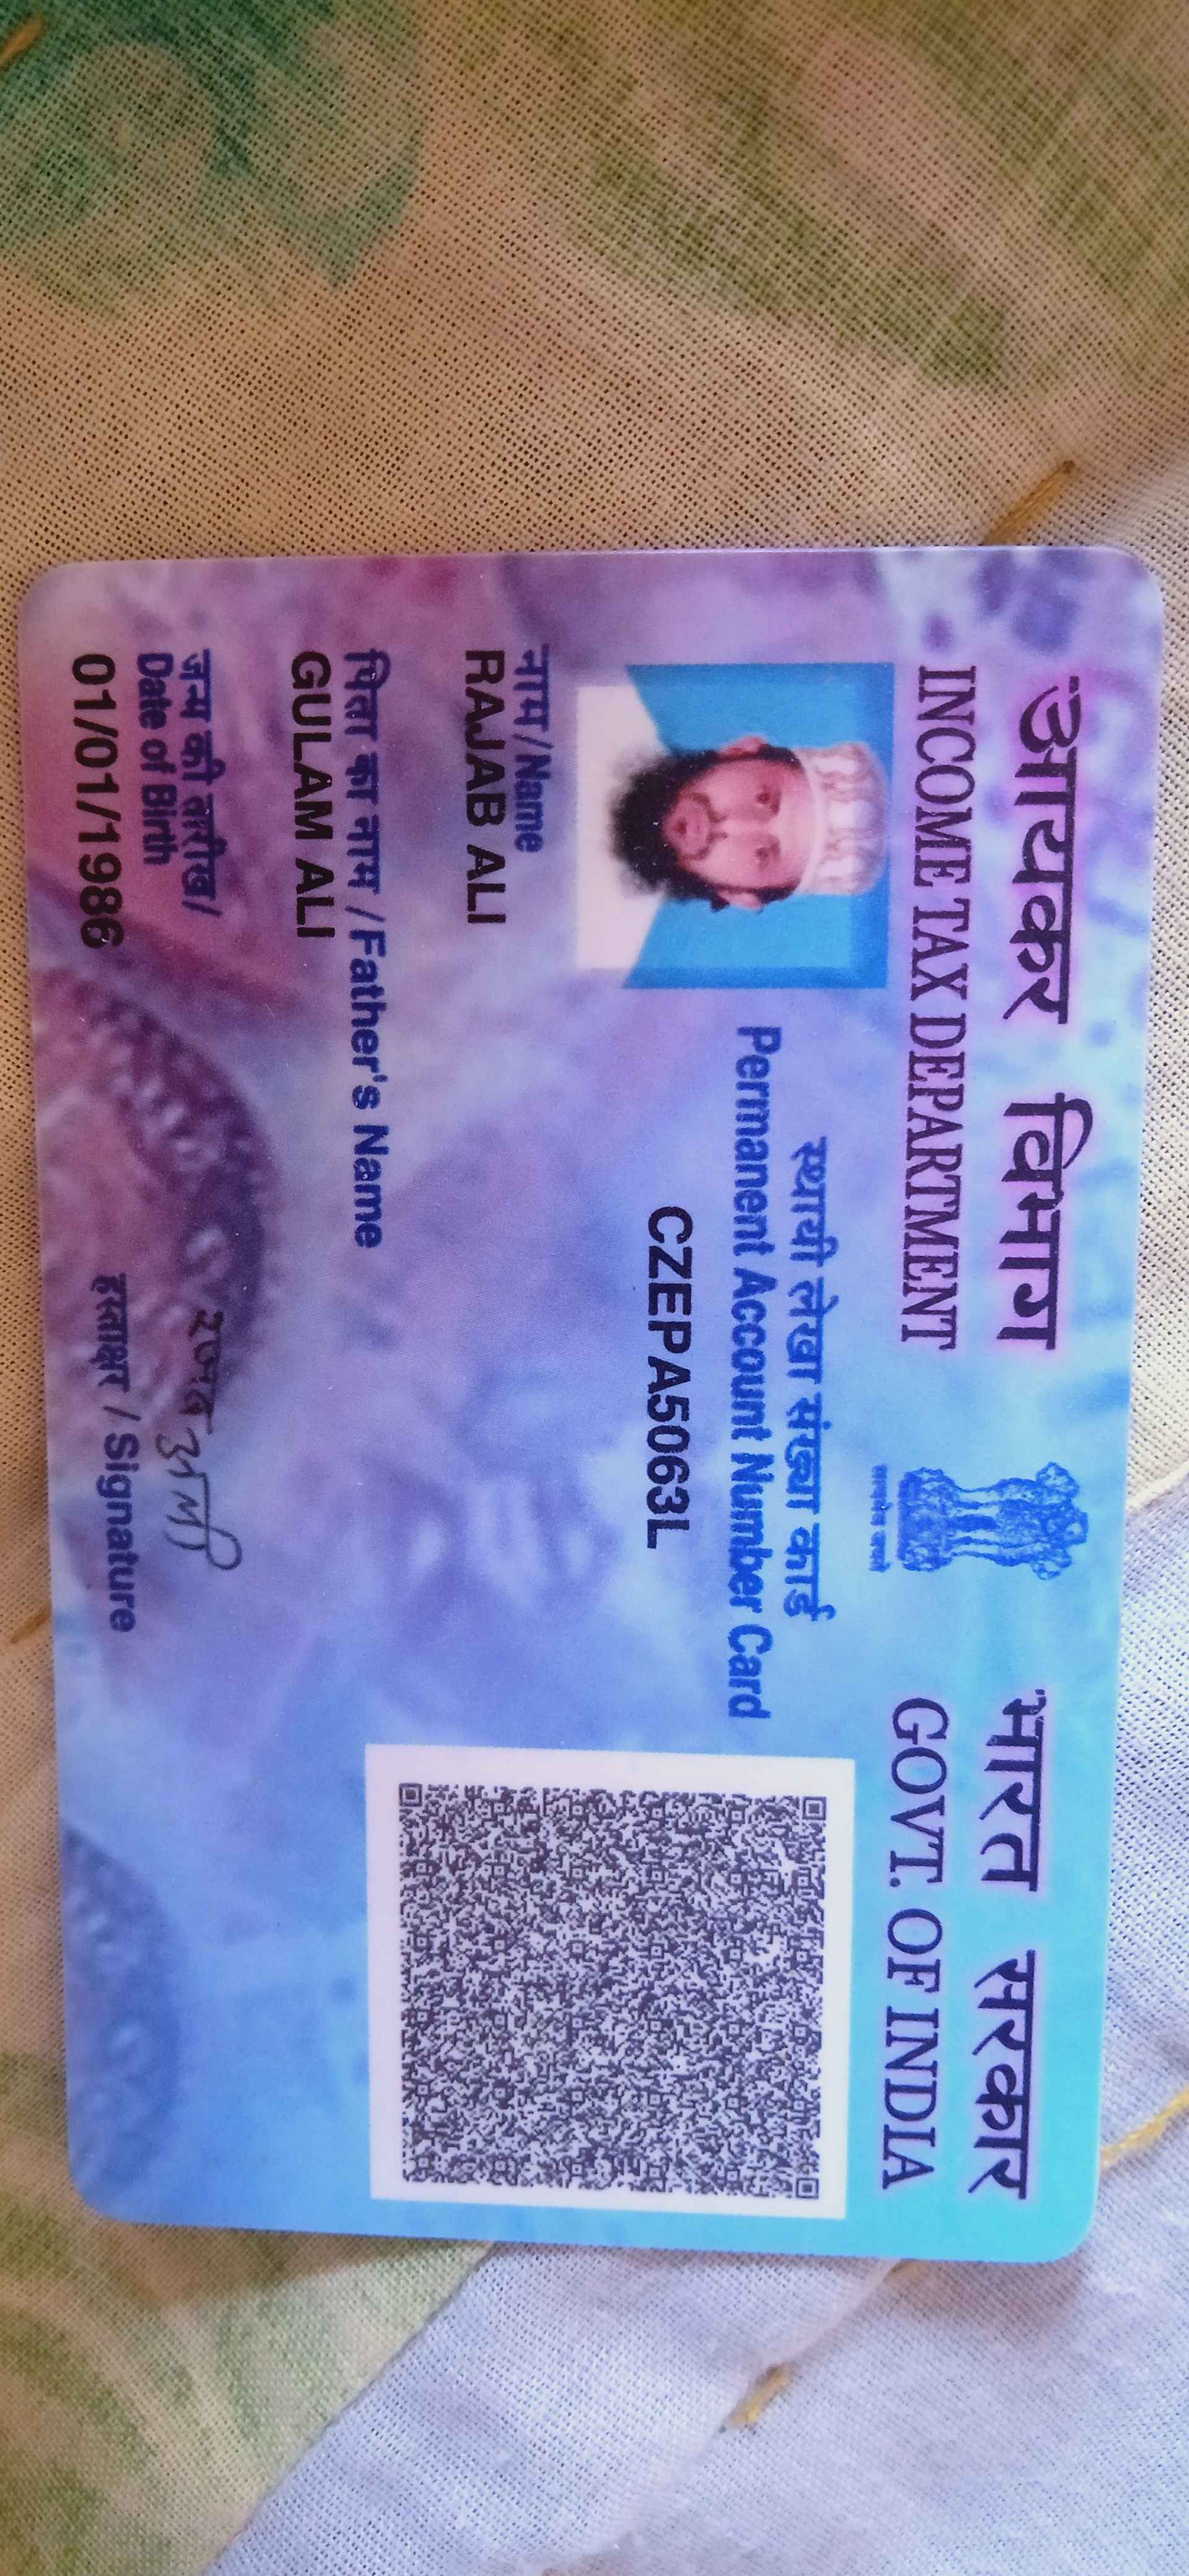 आयकर विभाग
INCOME TAX DEPARTMENT
भारत सरकार
GOVT. OF INDIA
सत्यमेव जयते
स्थायी लेखा संख्या कार्ड
Permanent Account Number Card
CZEPA5063L
नाम / Name
RAJAB ALI
पिता का नाम / Father's Name
GULAM ALI
जन्म की तारीख /
Date of Birth
01/01/1986
रजब अली
हस्ताक्षर / Signature